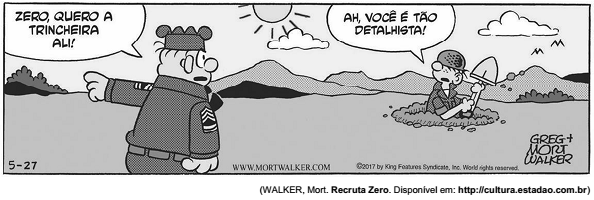 ZERO, QUERO A
TRINCHEIRA
ALI!
AH, VOCÊ É TÃO
DETALHISTA!
5-27
WWW.MORTWALKER.COM
©2017 by King Features Syndicate, Inc. World rights reserved.
GREG+
MORT
WALKER
(WALKER, Mort. Recruta Zero. Disponível em: http://cultura.estadao.com.br)